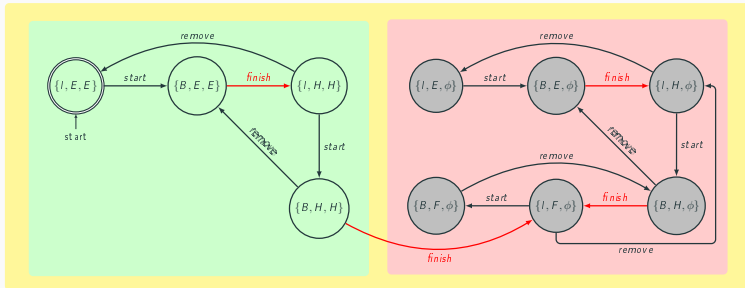 remove
remove
{I, E, E}
start
{B, E, E}
finish
{I, H, H}
{I, E, ϕ}
start
{B, E, ϕ}
finish
{I, H, ϕ}
start
remove
start
remove
start
remove
{B, H, H}
{B, F, ϕ}
start
{I, F, ϕ}
finish
{B, H, ϕ}
finish
remove